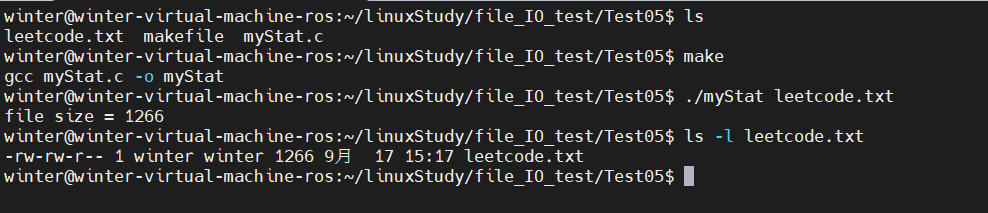 winter@winter-virtual-machine-ros:~/linuxStudy/file_IO_test/Test05$ ls
leetcode.txt  makefile  myStat.c
winter@winter-virtual-machine-ros:~/linuxStudy/file_IO_test/Test05$ make
gcc myStat.c -o myStat
winter@winter-virtual-machine-ros:~/linuxStudy/file_IO_test/Test05$ ./myStat leetcode.txt
file size = 1266
winter@winter-virtual-machine-ros:~/linuxStudy/file_IO_test/Test05$ ls -l leetcode.txt
-rw-rw-r-- 1 winter winter 1266 9月  17 15:17 leetcode.txt
winter@winter-virtual-machine-ros:~/linuxStudy/file_IO_test/Test05$